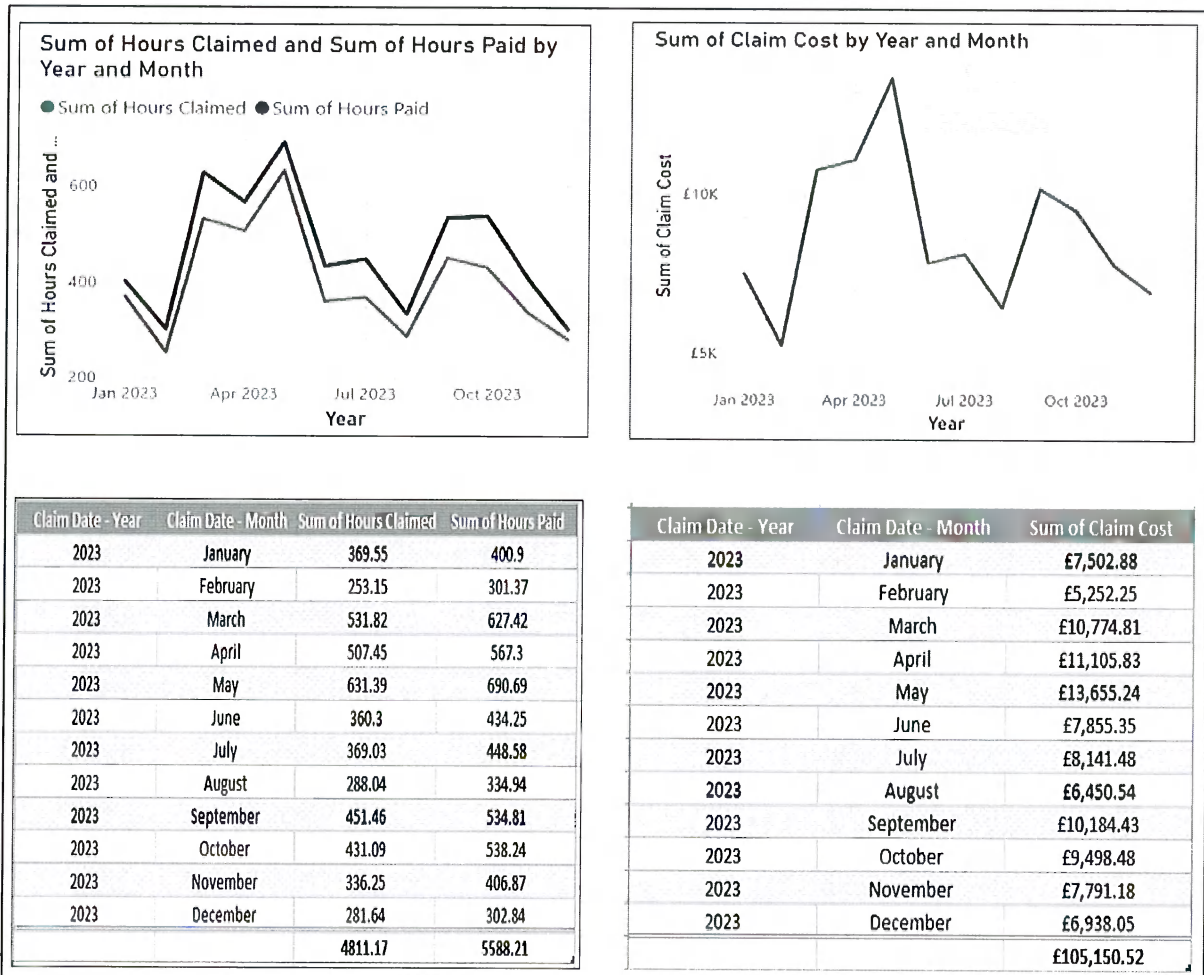 Sum of Hours Claimed and Sum of Hours Paid by
Year and Month
Sum of Hours Claimed Sum of Hours Paid
Sum of Hours Claimed and ...
600
400
200
Jan 2023 Apr 2023 Jul 2023 Oct 2023
Year
Sum of Claim Cost by Year and Month
Sum of Claim Cost
£10K
£5K
Jan 2023 Apr 2023 Jul 2023 Oct 2023
Year
Claim Date - Year Claim Date - Month Sum of Hours Claimed Sum of Hours Paid
2023 January 369.55 400.9
2023 February 253.15 301.37
2023 March 531.82 627.42
2023 April 507.45 567.3
2023 May 631.39 690.69
2023 June 360.3 434.25
2023 July 369.03 448.58
2023 August 288.04 334.94
2023 September 451.46 534.81
2023 October 431.09 538.24
2023 November 336.25 406.87
2023 December 281.64 302.84
4811.17 5588.21
Claim Date - Year Claim Date - Month Sum of Claim Cost
2023 January £7,502.88
2023 February £5,252.25
2023 March £10,774.81
2023 April £11,105.83
2023 May £13,655.24
2023 June £7,855.35
2023 July £8,141.48
2023 August £6,450.54
2023 September £10,184.43
2023 October £9,498.48
2023 November £7,791.18
2023 December £6,938.05
£105,150.52